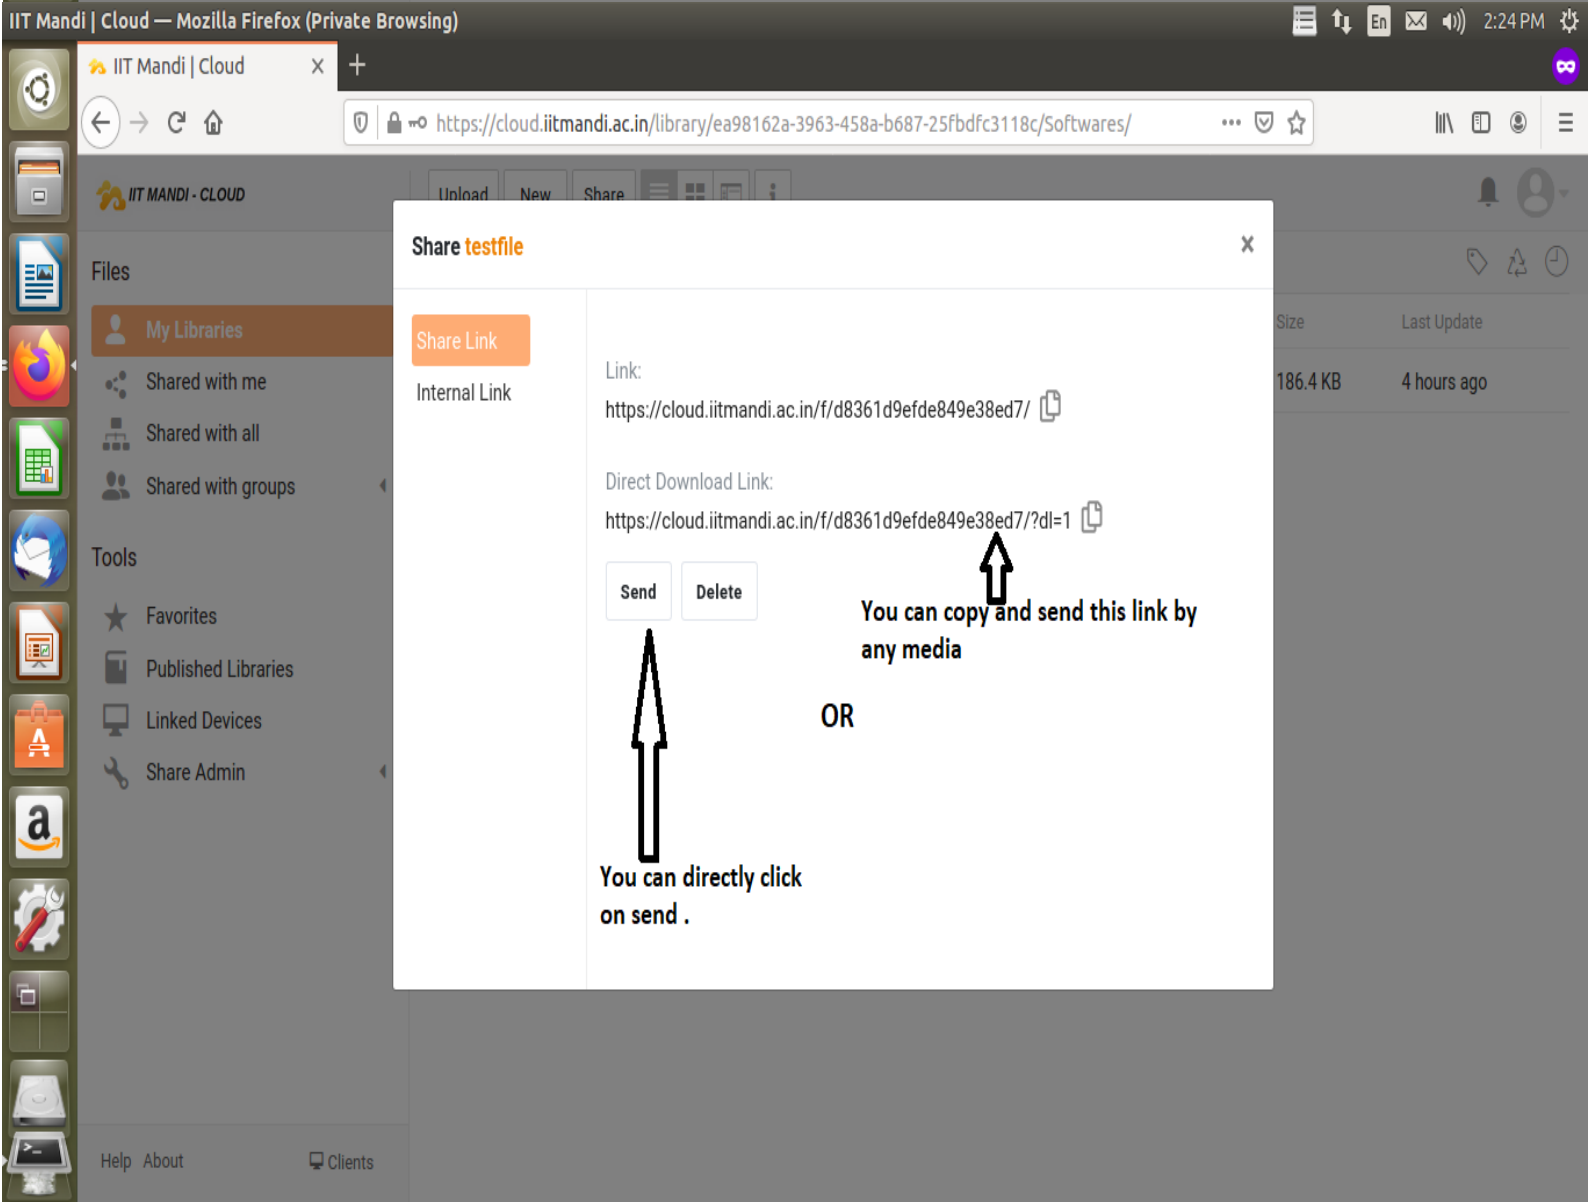 IIT Mandi | Cloud — Mozilla Firefox (Private Browsing)
En
2:24 PM
IIT Mandi | Cloud
https://cloud.iitmandi.ac.in/library/ea98162a-3963-458a-b687-25fbdfc3118c/Softwares/
IIT MANDI - CLOUD
Upload New Share
Files
My Libraries
Shared with me
Shared with all
Shared with groups
Tools
Favorites
Published Libraries
Linked Devices
Share Admin
Help About Clients
Size Last Update
186.4 KB 4 hours ago
Share testfile
Share Link
Internal Link
Link:
https://cloud.iitmandi.ac.in/f/d8361d9efde849e38ed7/
Direct Download Link:
https://cloud.iitmandi.ac.in/f/d8361d9efde849e38ed7/?dl=1
Send Delete
You can copy and send this link by
any media
OR
You can directly click
on send .